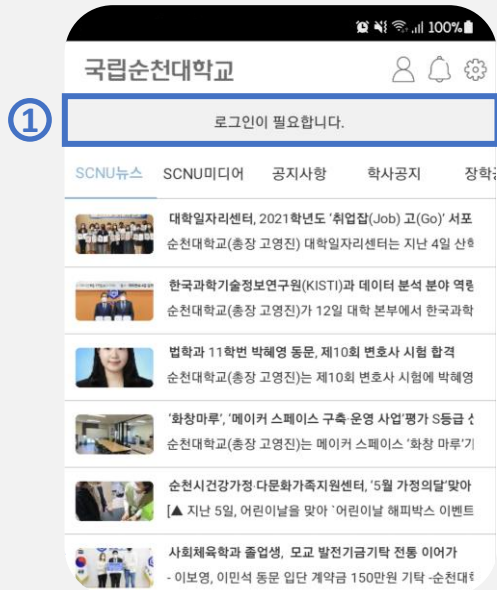 100%
국립순천대학교
1
로그인이 필요합니다.
SCNU뉴스 SCNU미디어 공지사항 학사공지 장학
대학일자리센터, 2021학년도 '취업잡(Job) 고(Go)' 서포
순천대학교(총장 고영진) 대학일자리센터는 지난 4일 산학
한국과학기술정보연구원(KISTI)과 데이터 분석 분야 역량
순천대학교(총장 고영진)가 12일 대학 본부에서 한국과학
법학과 11학번 박혜영 동문, 제10회 변호사 시험 합격
순천대학교(총장 고영진)는 제10회 변호사 시험에 박혜영
'화창마루', '메이커 스페이스 구축·운영 사업'평가 S등급
순천대학교(총장 고영진)는 메이커 스페이스 '화창 마루'가
순천시건강가정·다문화가족지원센터, '5월 가정의달'맞아
[▲ 지난 5일, 어린이날을 맞아 `어린이날 해피박스 이벤트
사회체육학과 졸업생, 모교 발전기금기탁 전통 이어가
- 이보영, 이민석 동문 입단 계약금 150만원 기탁 -순천대학